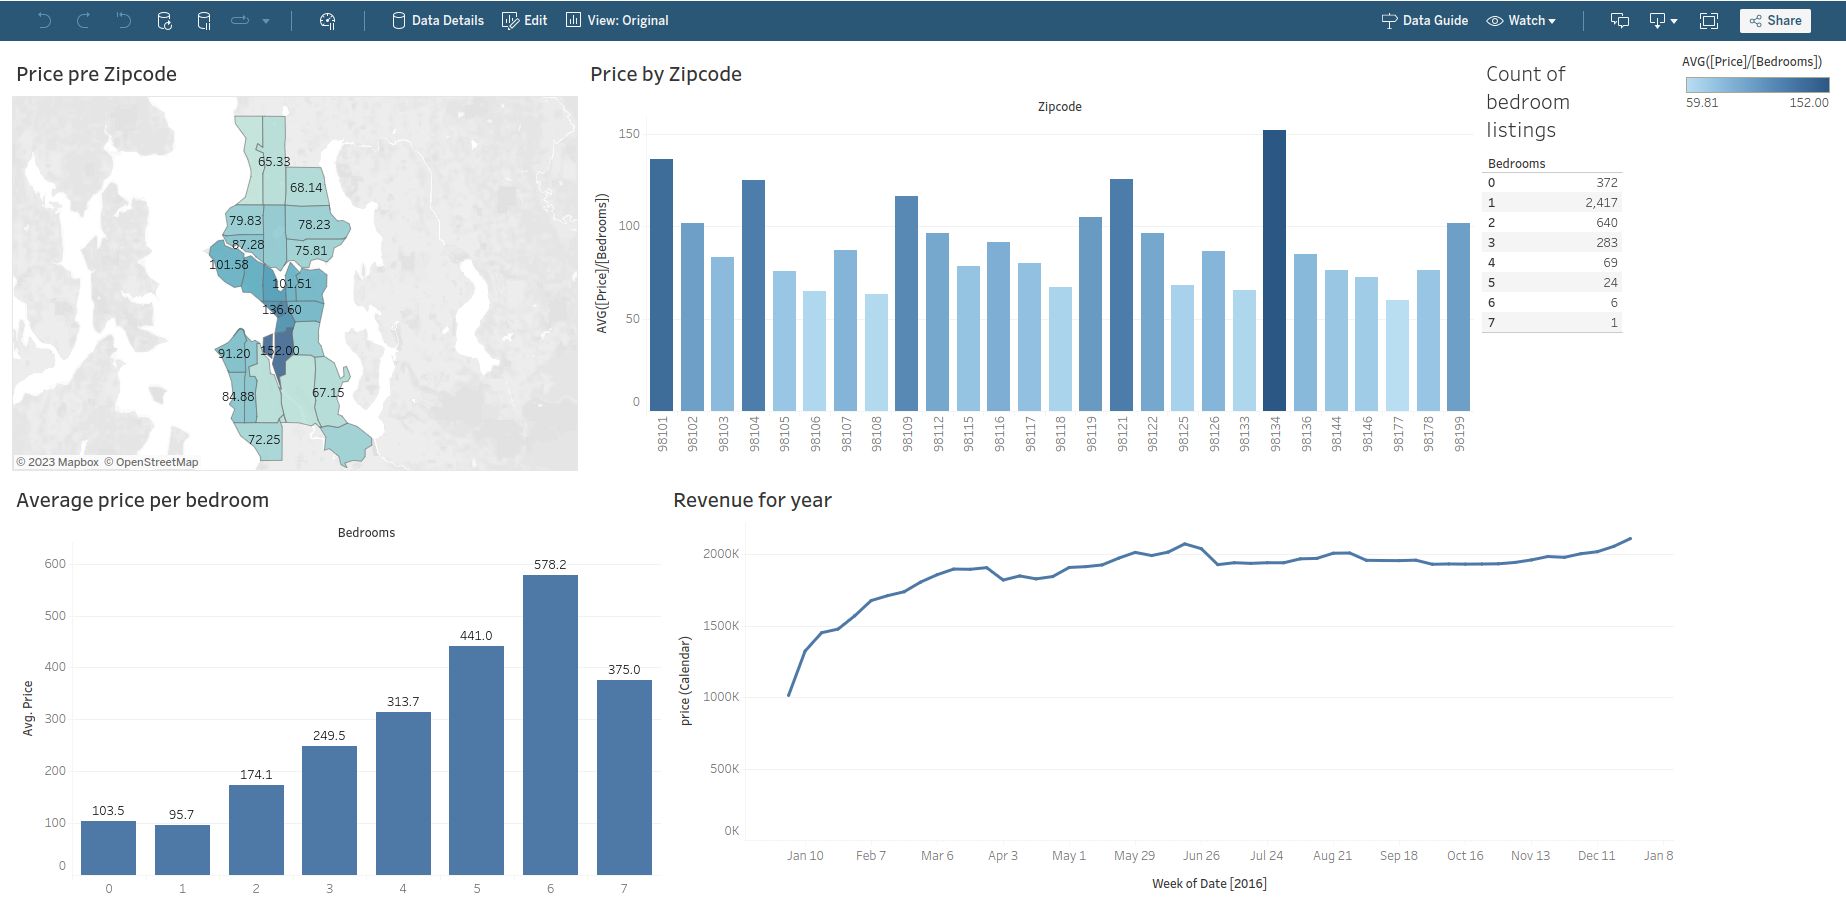 Data Details Edit View: Original Data Guide Watch Share
Price pre Zipcode
65.33
68.14
79.83
78.23
87.28
75.81
101.58
101.51
136.60
152.00
91.20
67.15
84.88
72.25
© 2023 Mapbox © OpenStreetMap
Price by Zipcode
Zipcode
AVG([Price]/[Bedrooms])
150
100
50
0
98101 98102 98103 98104 98105 98106 98107 98108 98109 98112 98115 98116 98117 98118 98119 98121 98122 98125 98126 98133 98134 98136 98144 98146 98177 98178 98199
Count of
bedroom
listings
Bedrooms
0 372
1 2,417
2 640
3 283
4 69
5 24
6 6
7 1
AVG([Price]/[Bedrooms])
59.81 152.00
Average price per bedroom
Bedrooms
Avg. Price
600
500
400
300
200
100
0
103.5
95.7
174.1
249.5
313.7
441.0
578.2
375.0
0 1 2 3 4 5 6 7
Revenue for year
price (Calendar)
2000K
1500K
1000K
500K
0K
Jan 10 Feb 7 Mar 6 Apr 3 May 1 May 29 Jun 26 Jul 24 Aug 21 Sep 18 Oct 16 Nov 13 Dec 11 Jan 8
Week of Date [2016]